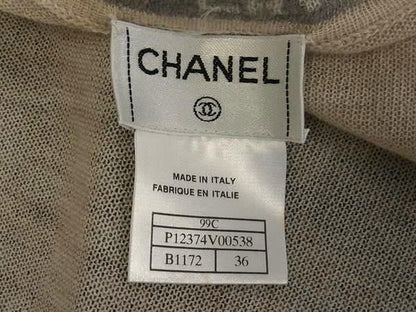 CHANEL
MADE IN ITALY
FABRIQUE EN ITALIE
99C
P12374V00538
B1172 36